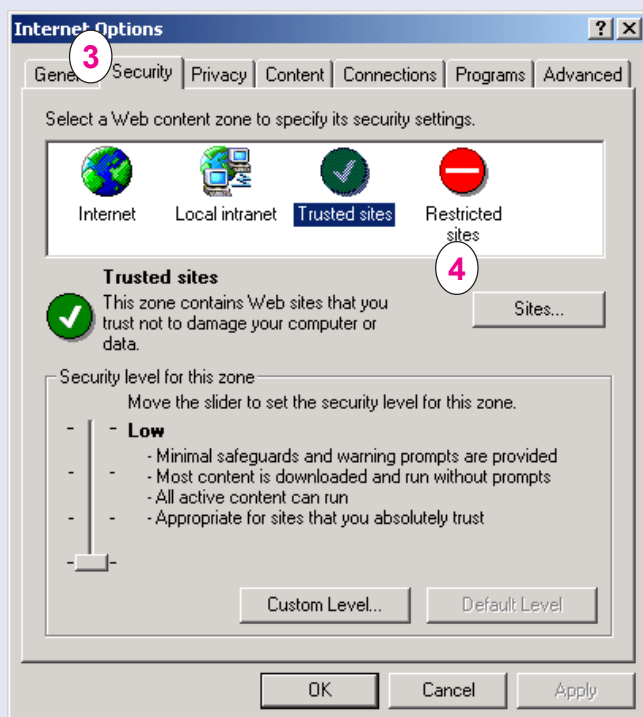 Internet Options
3
General Security Privacy Content Connections Programs Advanced
Select a Web content zone to specify its security settings.
Internet Local intranet Trusted sites Restricted
sites
4
Trusted sites
This zone contains Web sites that you
trust not to damage your computer or
data.
Sites...
Security level for this zone
Move the slider to set the security level for this zone.
Low
- Minimal safeguards and warning prompts are provided
- Most content is downloaded and run without prompts
- All active content can run
- Appropriate for sites that you absolutely trust
Custom Level... Default Level
OK Cancel Apply